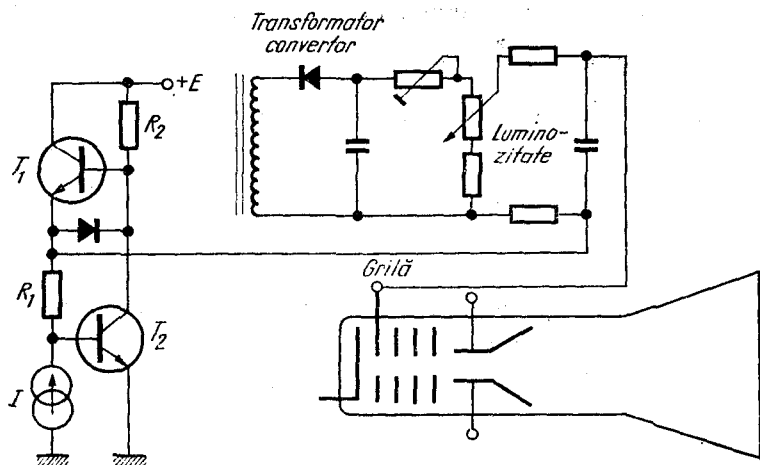 Transformator
convertor
+E
R2
T1
Lumino-
zitate
Grilă
R1
T2
I